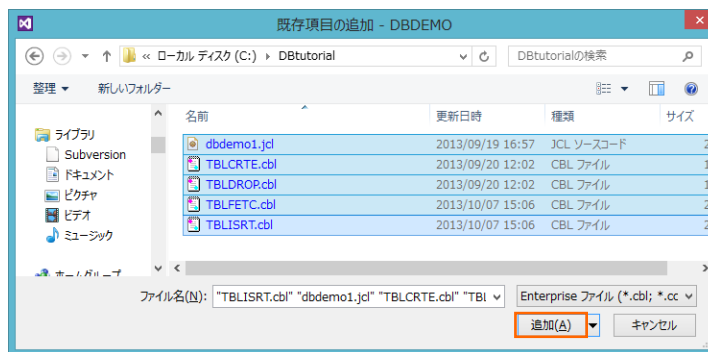 既存項目の追加 - DBDEMO
« ローカル ディスク (C:) DBtutorial DBtutorialの検索
整理 新しいフォルダー
名前 更新日時 種類 サイズ
ライブラリ
Subversion
ドキュメント
ピクチャ
ビデオ
ミュージック
ホームグループ
dbdemo1.jcl 2013/09/19 16:57 JCL ソースコード 2
TBLCRTE.cbl 2013/09/20 12:02 CBL ファイル 1
TBLDROP.cbl 2013/09/20 12:02 CBL ファイル 1
TBLFETC.cbl 2013/10/07 15:06 CBL ファイル 2
TBLISRT.cbl 2013/10/07 15:06 CBL ファイル 2
ファイル名(N): "TBLISRT.cbl" "dbdemo1.jcl" "TBLCRTE.cbl" "TBL Enterprise ファイル (*.cbl; *.cc
追加(A) キャンセル